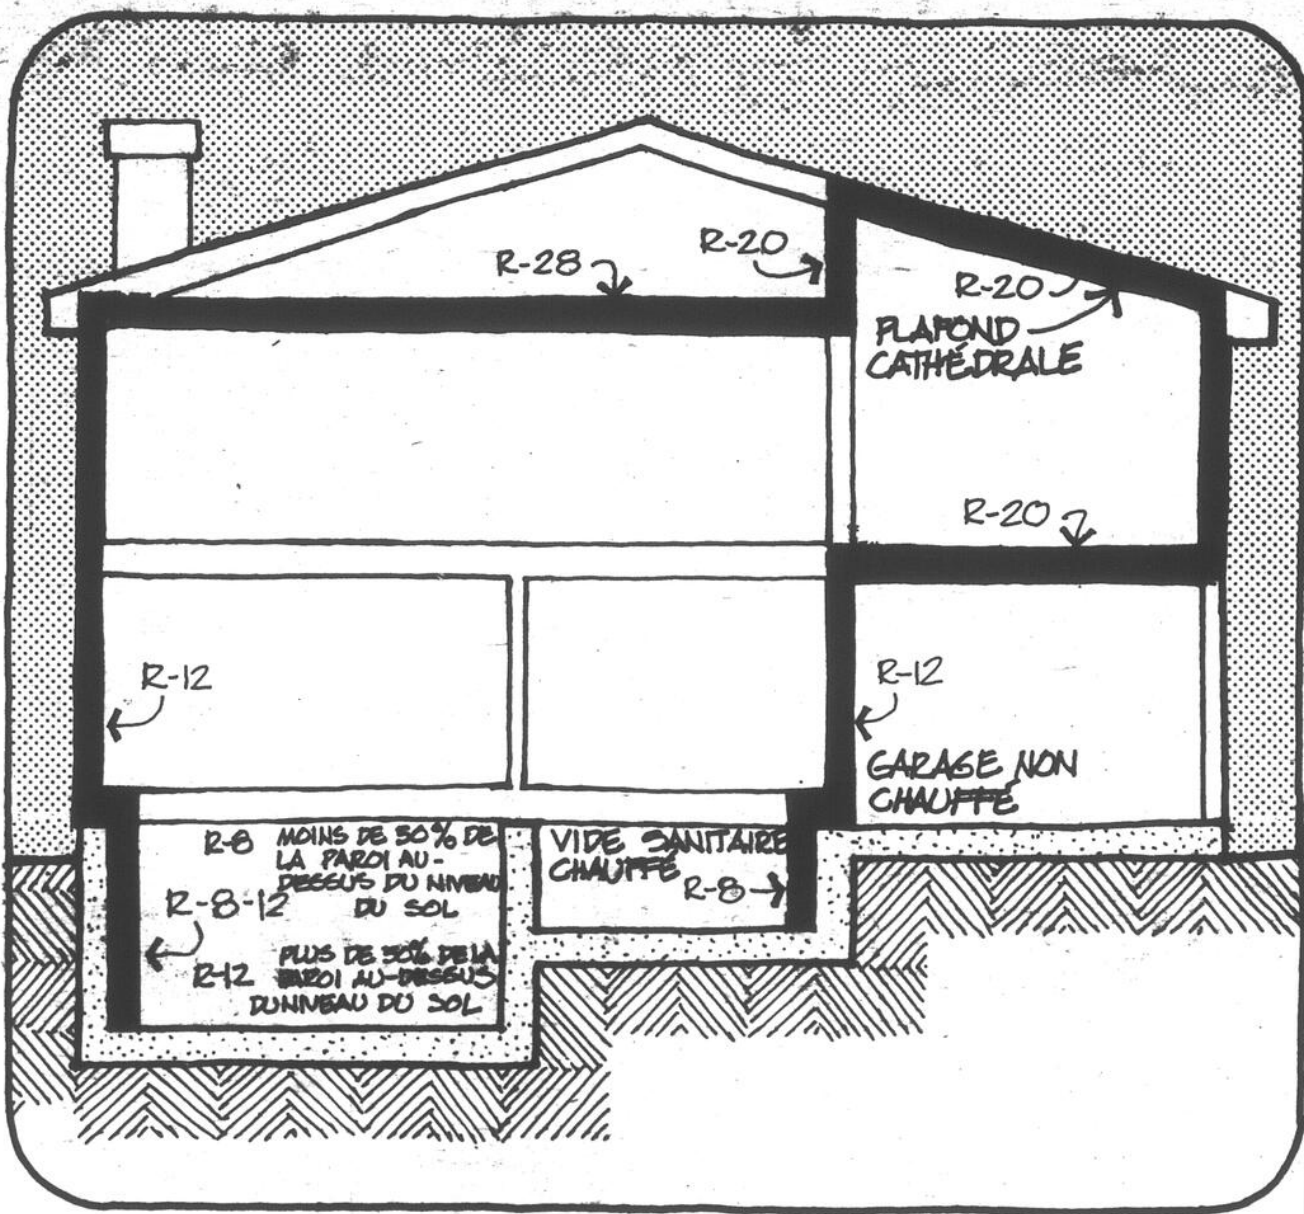 R-28
R-20
R-20
PLAFOND
CATHÉDRALE
R-20
R-12
R-12
GARAGE NON
CHAUFFÉ
R-8 MOINS DE 50% DE
LA PAROI AU-
DESSUS DU NIVEAU
DU SOL
R-8-12
R-12 PLUS DE 50% DE LA
PAROI AU-DESSUS
DU NIVEAU DU SOL
VIDE SANITAIRE
CHAUFFÉ
R-8